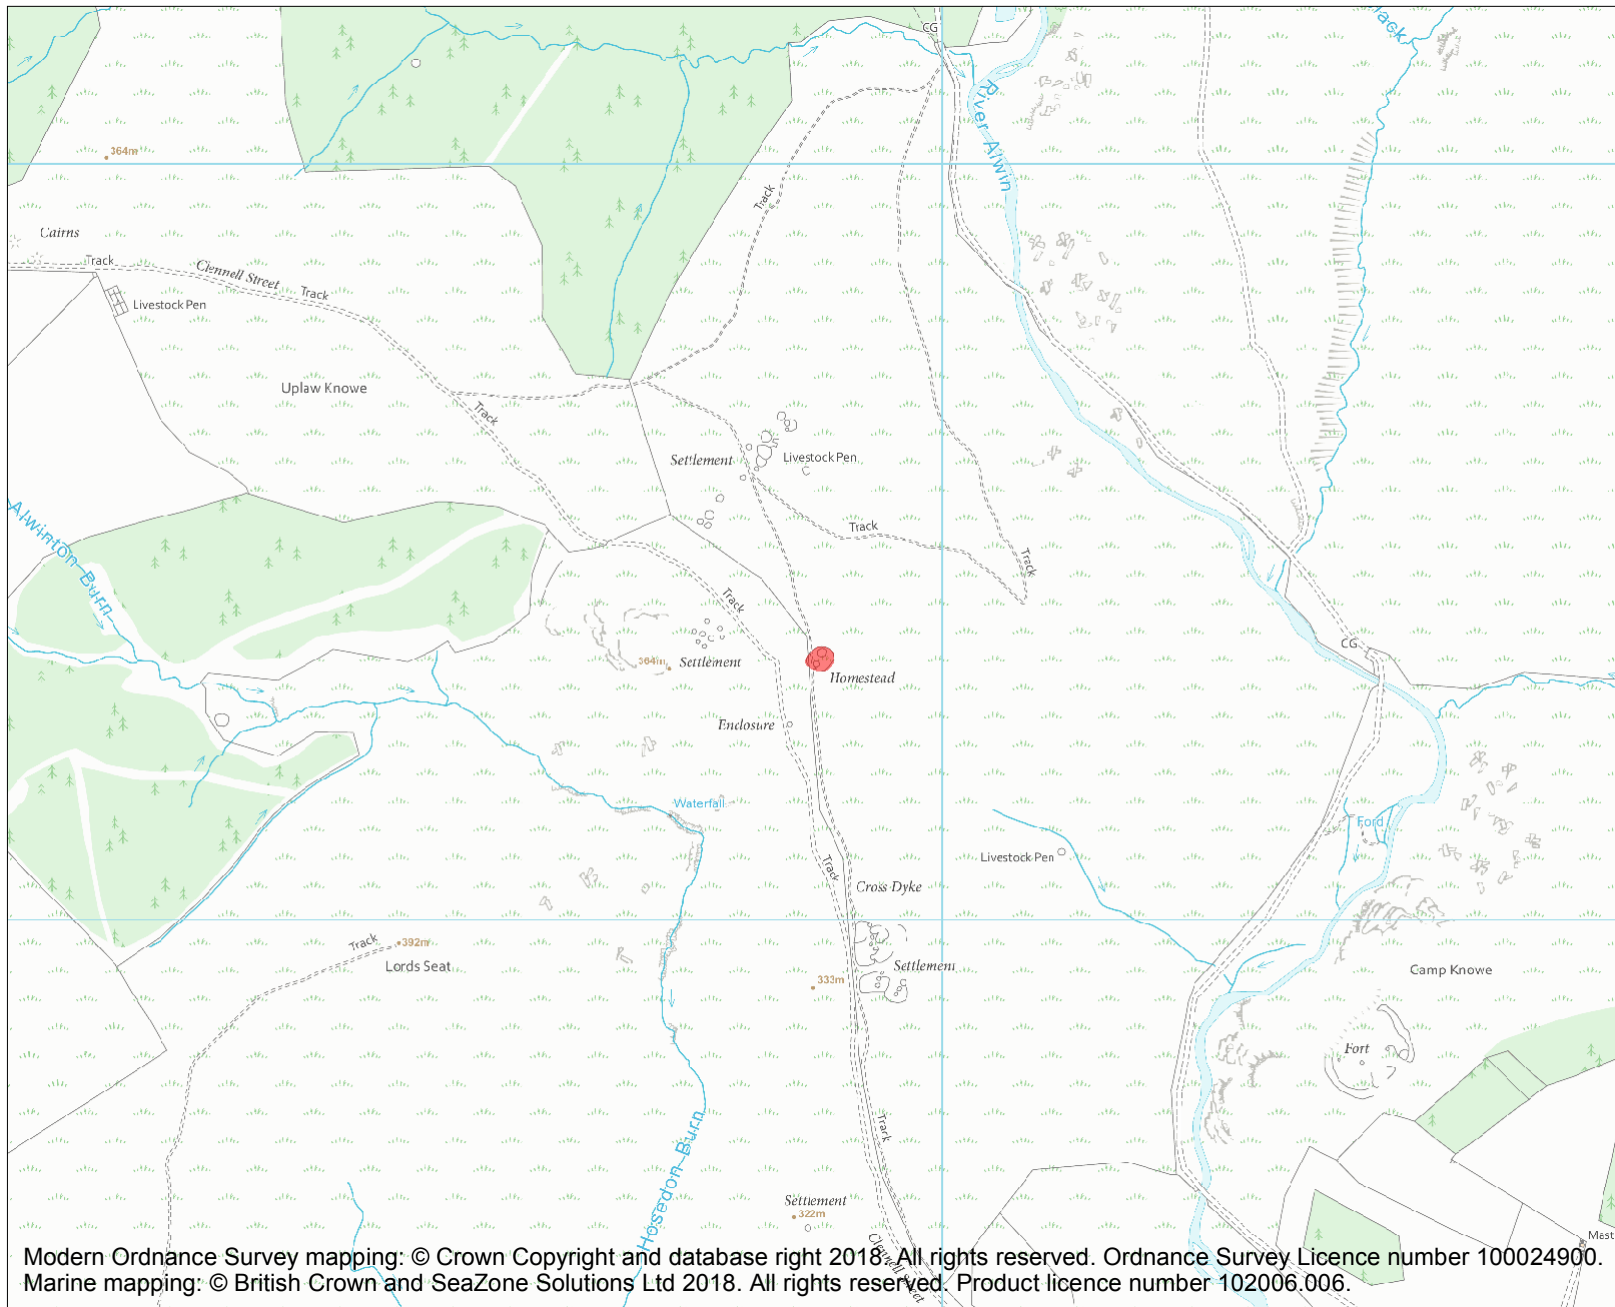 CG
River Alwin
364m
Track
Cairns
Track
Clennell Street
Track
Livestock Pen
Uplaw Knowe
Track
Settlement
Livestock Pen
Alwinton Burn
Track
Track
Track
364m
Settlement
CG
Homestead
Enclosure
Waterfall
Ford
Livestock Pen
Track
Cross Dyke
Track
392m
Lords Seat
Settlement
Camp Knowe
333m
Fort
Track
Hosedon Burn
Settlement
322m
Clennell Street
Modern Ordnance Survey mapping: © Crown Copyright and database right 2018. All rights reserved. Ordnance Survey Licence number 100024900.
Marine mapping: © British Crown and SeaZone Solutions Ltd 2018. All rights reserved. Product licence number 102006.006.